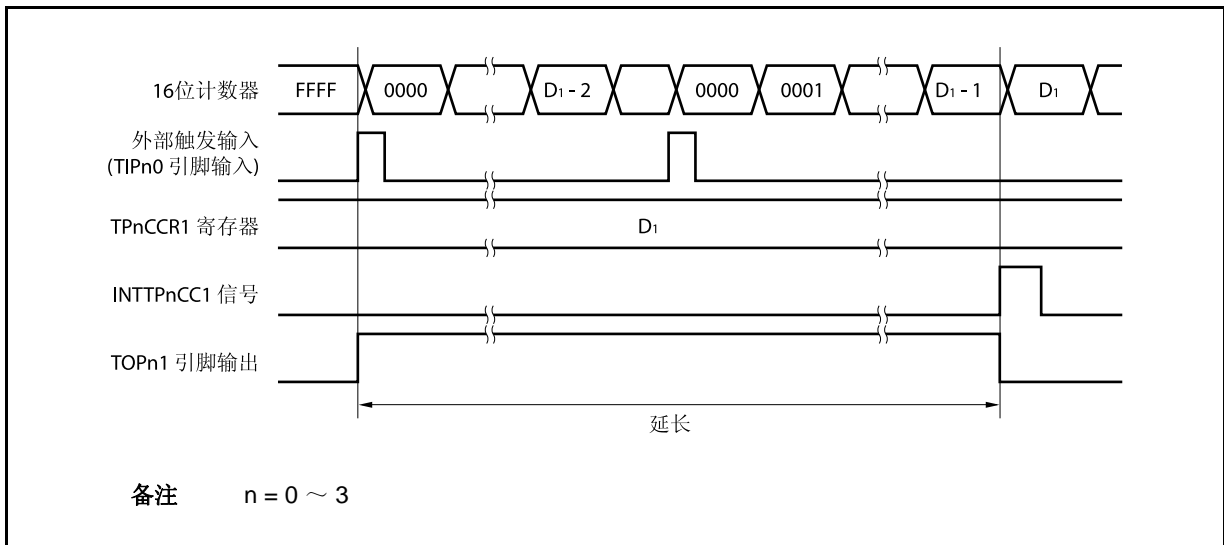 16位计数器 FFFF 0000 D1 - 2 0000 0001 D1 - 1 D1
外部触发输入
(TIPn0 引脚输入)
TPnCCR1 寄存器 D1
INTTPnCC1 信号
TOPn1 引脚输出
延长
备注 n = 0 ～ 3